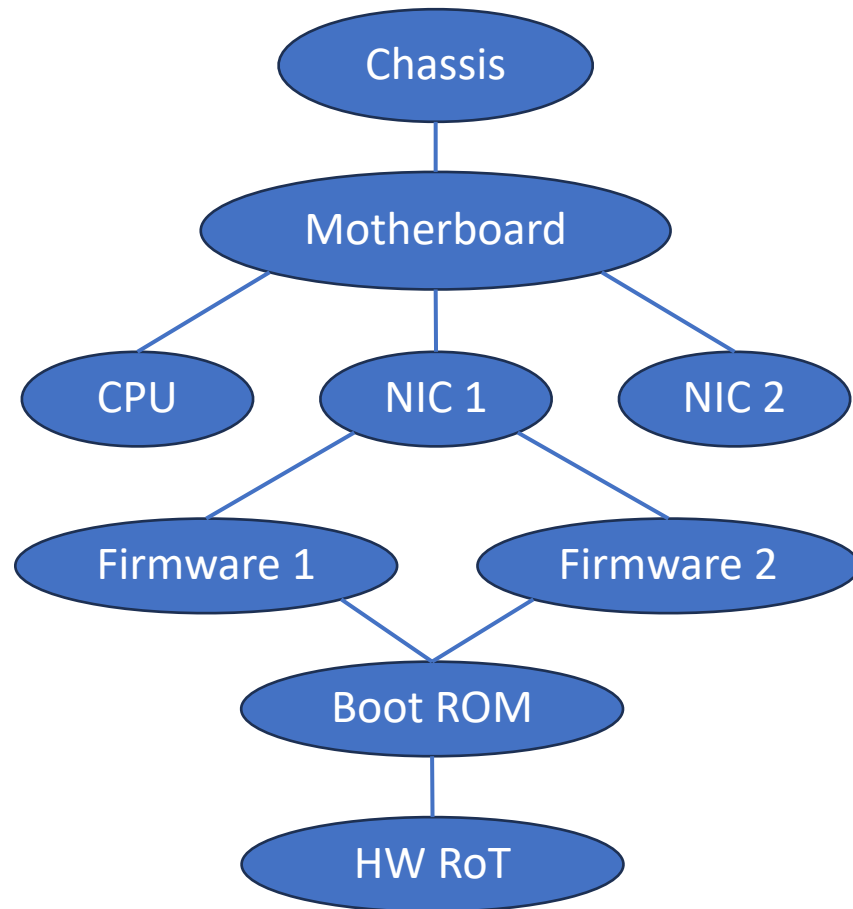 Chassis
Motherboard
CPU
NIC 1
NIC 2
Firmware 1
Firmware 2
Boot ROM
HW RoT